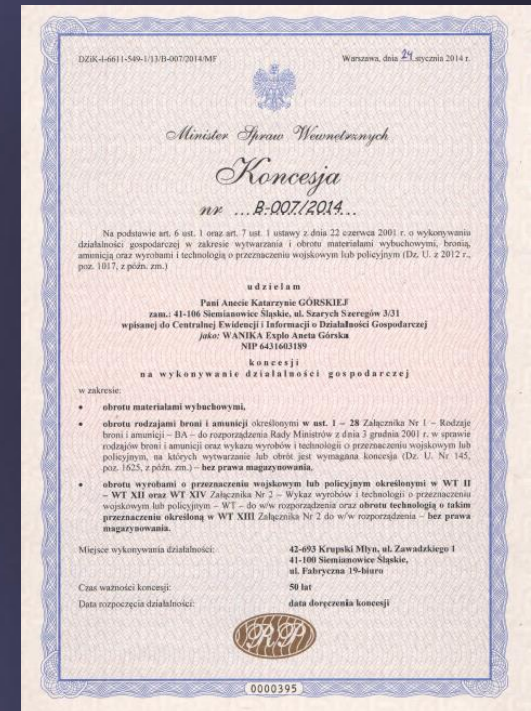 DZiK-I-6611-549-1/13/B-007/2014/MF
Warszawa, dnia 24 stycznia 2014 r.
Minister Spraw Wewnętrznych
Koncesja
nr ...B-007/2014...
Na podstawie art. 6 ust. 1 oraz art. 7 ust. 1 ustawy z dnia 22 czerwca 2001 r. o wykonywaniu
działalności gospodarczej w zakresie wytwarzania i obrotu materiałami wybuchowymi, bronią,
amunicją oraz wyrobami i technologią o przeznaczeniu wojskowym lub policyjnym (Dz. U. z 2012 r.,
poz. 1017, z późn. zm.)
udzielam
Pani Anecie Katarzynie GÓRSKIEJ
zam.: 41-106 Siemianowice Śląskie, ul. Szarych Szeregów 3/31
wpisanej do Centralnej Ewidencji i Informacji o Działalności Gospodarczej
jako: WANIKA Explo Aneta Górska
NIP 6431603189
koncesji
na wykonywanie działalności gospodarczej
w zakresie:
• obrotu materiałami wybuchowymi,
• obrotu rodzajami broni i amunicji określonymi w ust. 1 – 28 Załącznika Nr 1 – Rodzaje
broni i amunicji – BA – do rozporządzenia Rady Ministrów z dnia 3 grudnia 2001 r. w sprawie
rodzajów broni i amunicji oraz wykazu wyrobów i technologii o przeznaczeniu wojskowym lub
policyjnym, na których wytwarzanie lub obrót jest wymagana koncesja (Dz. U. Nr 145,
poz. 1625, z późn. zm.) – bez prawa magazynowania,
• obrotu wyrobami o przeznaczeniu wojskowym lub policyjnym określonymi w WT II
– WT XII oraz WT XIV Załącznika Nr 2 – Wykaz wyrobów i technologii o przeznaczeniu
wojskowym lub policyjnym – WT – do w/w rozporządzenia oraz obrotu technologią o takim
przeznaczeniu określoną w WT XIII Załącznika Nr 2 do w/w rozporządzenia – bez prawa
magazynowania.
Miejsce wykonywania działalności: 42-693 Krupski Młyn, ul. Zawadzkiego 1
41-100 Siemianowice Śląskie,
ul. Fabryczna 19-biuro
Czas ważności koncesji: 50 lat
Data rozpoczęcia działalności: data doręczenia koncesji
RP
0000395